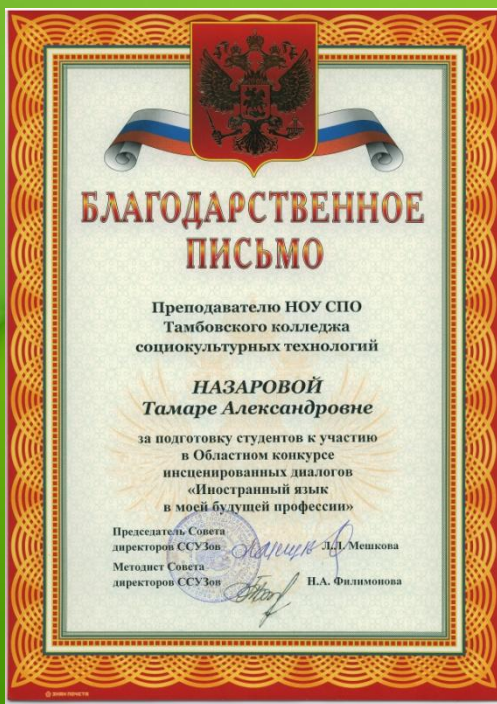 БЛАГОДАРСТВЕННОЕ
ПИСЬМО
Преподавателю НОУ СПО
Тамбовского колледжа
социокультурных технологий
НАЗАРОВОЙ
Тамаре Александровне
за подготовку студентов к участию
в Областном конкурсе
инсценированных диалогов
«Иностранный язык
в моей будущей профессии»
Председатель Совета
директоров ССУЗов Л.Л. Мешкова
Методист Совета
директоров ССУЗов Н.А. Филимонова